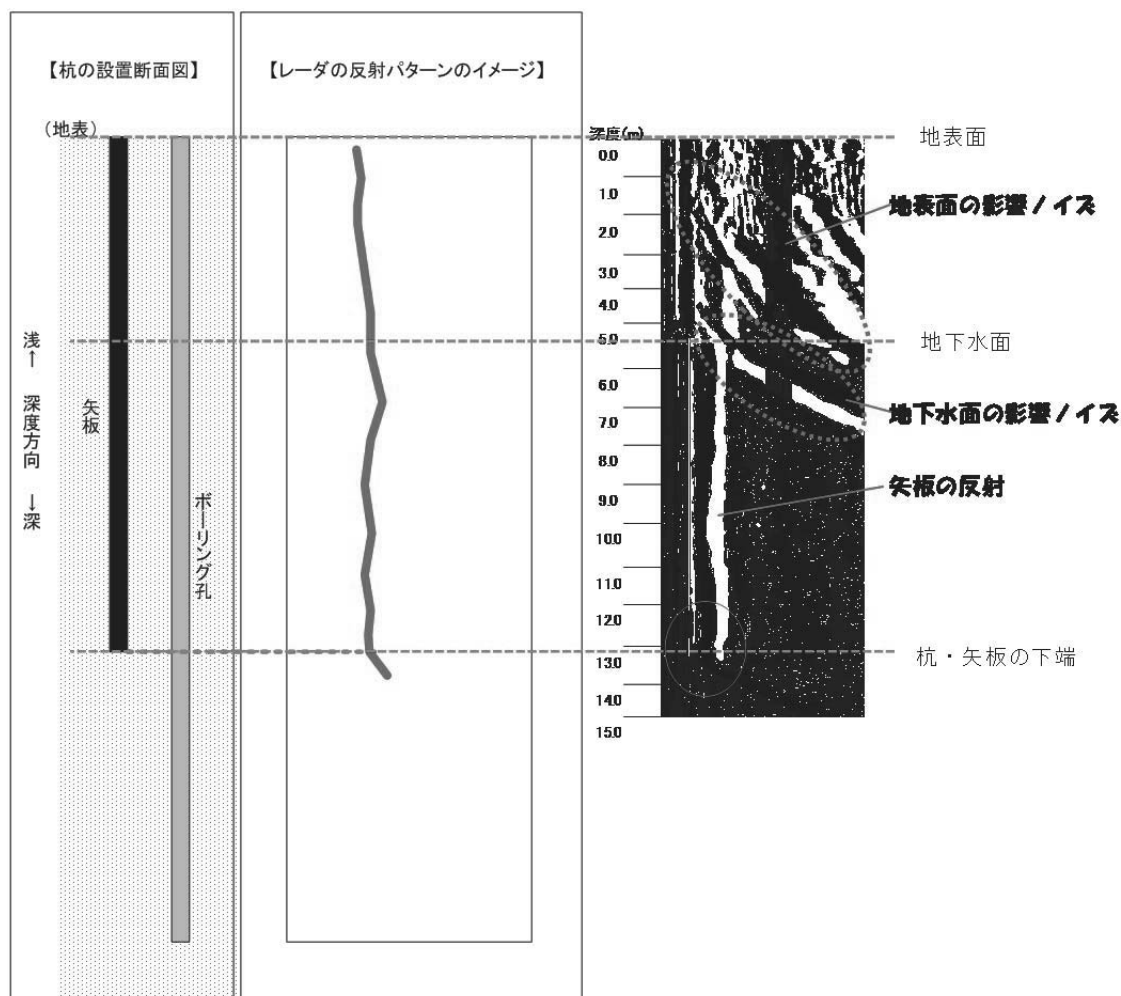 【杭の設置断面図】
【レーダの反射パターンのイメージ】
(地表)
浅↑ 深度方向 ↓深
矢板
ボーリング孔
深度(m)
0.0
1.0
2.0
3.0
4.0
5.0
6.0
7.0
8.0
9.0
10.0
11.0
12.0
13.0
14.0
15.0
地表面
地表面の影響ノイズ
地下水面
地下水面の影響ノイズ
矢板の反射
杭・矢板の下端